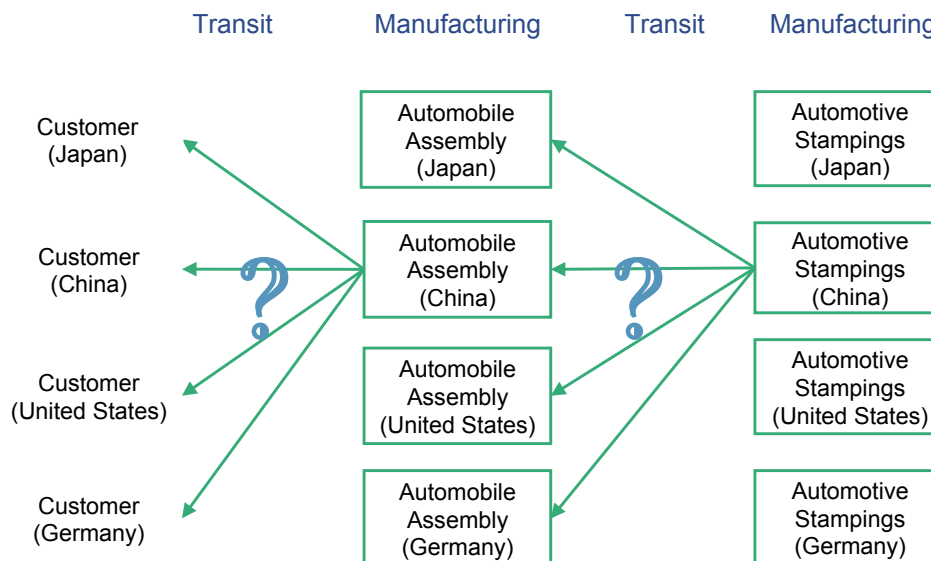 Transit
Manufacturing
Transit
Manufacturing
Customer
(Japan)
Automobile
Assembly
(Japan)
Automotive
Stampings
(Japan)
Customer
(China)
?
Automobile
Assembly
(China)
?
Automotive
Stampings
(China)
Customer
(United States)
Automobile
Assembly
(United States)
Automotive
Stampings
(United States)
Customer
(Germany)
Automobile
Assembly
(Germany)
Automotive
Stampings
(Germany)